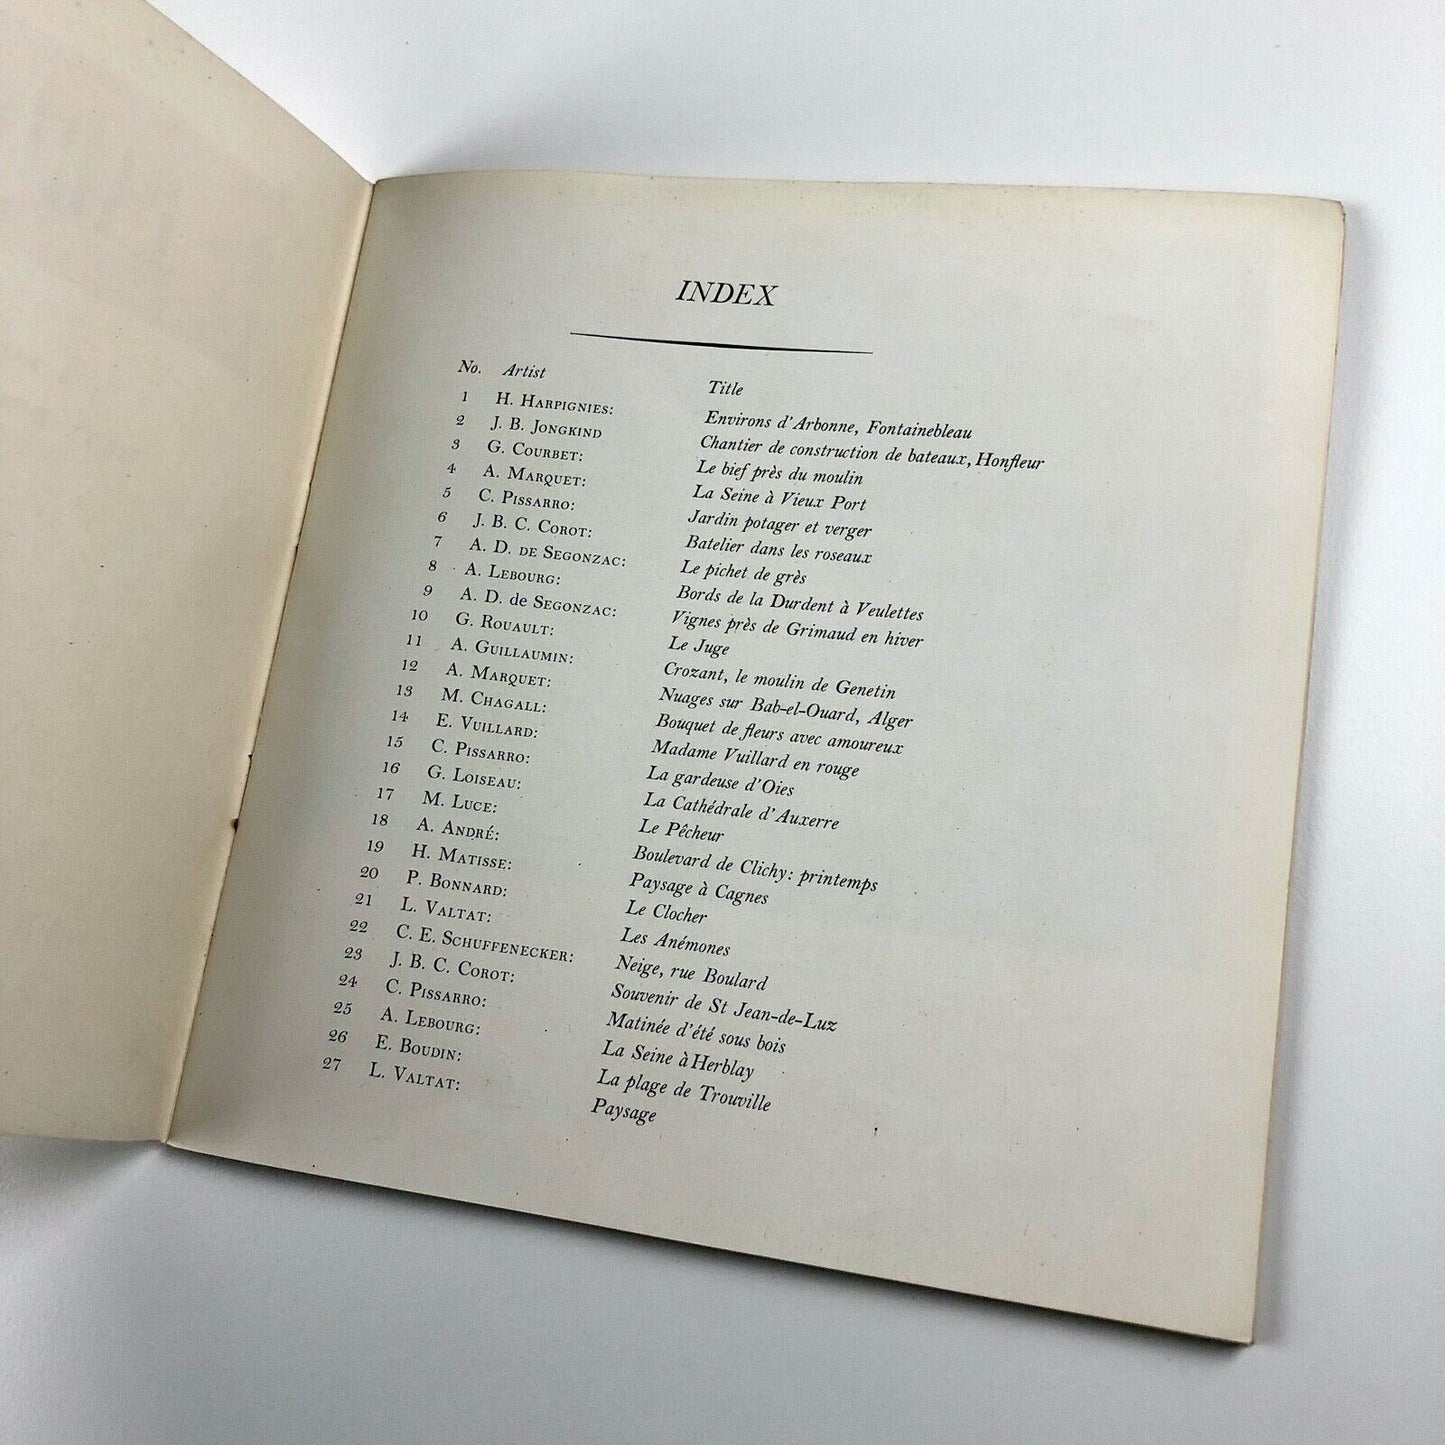 INDEX
No. Artist Title
1 H. HARPIGNIES: Environs d'Arbonne, Fontainebleau
2 J. B. JONGKIND Chantier de construction de bateaux, Honfleur
3 G. COURBET: Le bief près du moulin
4 A. MARQUET: La Seine à Vieux Port
5 C. PISSARRO: Jardin potager et verger
6 J. B. C. COROT: Batelier dans les roseaux
7 A. D. DE SEGONZAC: Le pichet de grès
8 A. LEBOURG: Bords de la Durdent à Veulettes
9 A. D. de SEGONZAC: Vignes près de Grimaud en hiver
10 G. ROUAULT: Le Juge
11 A. GUILLAUMIN: Crozant, le moulin de Genetin
12 A. MARQUET: Nuages sur Bab-el-Ouard, Alger
13 M. CHAGALL: Bouquet de fleurs avec amoureux
14 E. VUILLARD: Madame Vuillard en rouge
15 C. PISSARRO: La gardeuse d'Oies
16 G. LOISEAU: La Cathédrale d'Auxerre
17 M. LUCE: Le Pêcheur
18 A. ANDRÉ: Boulevard de Clichy: printemps
19 H. MATISSE: Paysage à Cagnes
20 P. BONNARD: Le Clocher
21 L. VALTAT: Les Anémones
22 C. E. SCHUFFENECKER: Neige, rue Boulard
23 J. B. C. COROT: Souvenir de St Jean-de-Luz
24 C. PISSARRO: Matinée d'été sous bois
25 A. LEBOURG: La Seine à Herblay
26 E. BOUDIN: La plage de Trouville
27 L. VALTAT: Paysage